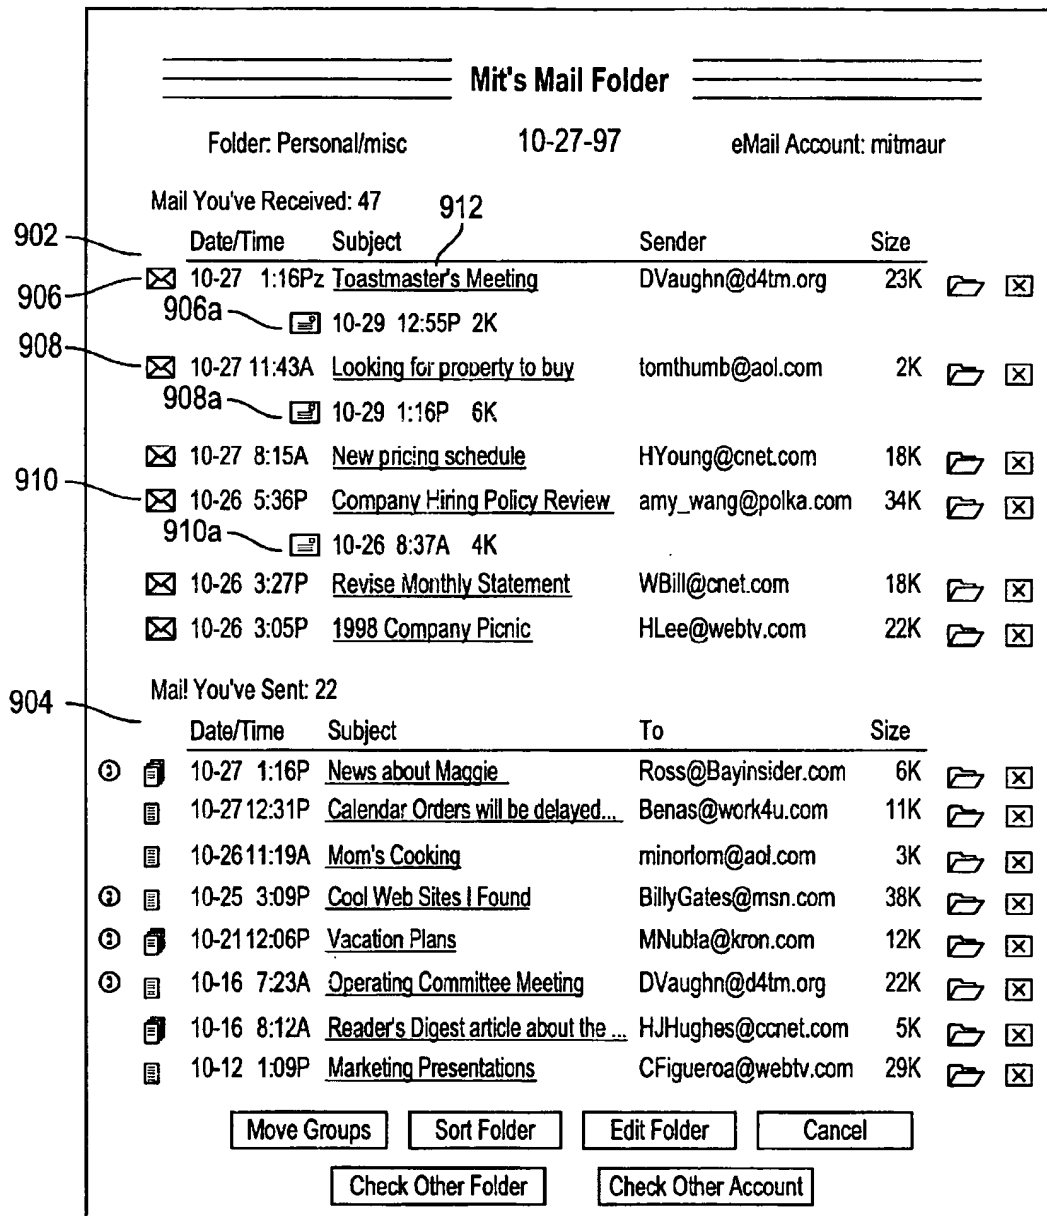 Mit's Mail Folder
Folder: Personal/misc 10-27-97 eMail Account: mitmaur
Mail You've Received: 47 912
902 Date/Time Subject Sender Size
906 10-27 1:16Pz Toastmaster's Meeting DVaughn@d4tm.org 23K
906a 10-29 12:55P 2K
908 10-27 11:43A Looking for property to buy tomthumb@aol.com 2K
908a 10-29 1:16P 6K
10-27 8:15A New pricing schedule HYoung@cnet.com 18K
910 10-26 5:36P Company Hiring Policy Review amy_wang@polka.com 34K
910a 10-26 8:37A 4K
10-26 3:27P Revise Monthly Statement WBill@cnet.com 18K
10-26 3:05P 1998 Company Picnic HLee@webtv.com 22K
904 Mail You've Sent: 22
Date/Time Subject To Size
10-27 1:16P News about Maggie Ross@Bayinsider.com 6K
10-27 12:31P Calendar Orders will be delayed... Benas@work4u.com 11K
10-26 11:19A Mom's Cooking minorlom@aol.com 3K
10-25 3:09P Cool Web Sites I Found BillyGates@msn.com 38K
10-21 12:06P Vacation Plans MNubla@kron.com 12K
10-16 7:23A Operating Committee Meeting DVaughn@d4tm.org 22K
10-16 8:12A Reader's Digest article about the ... HJHughes@ccnet.com 5K
10-12 1:09P Marketing Presentations CFigueroa@webtv.com 29K
Move Groups Sort Folder Edit Folder Cancel
Check Other Folder Check Other Account